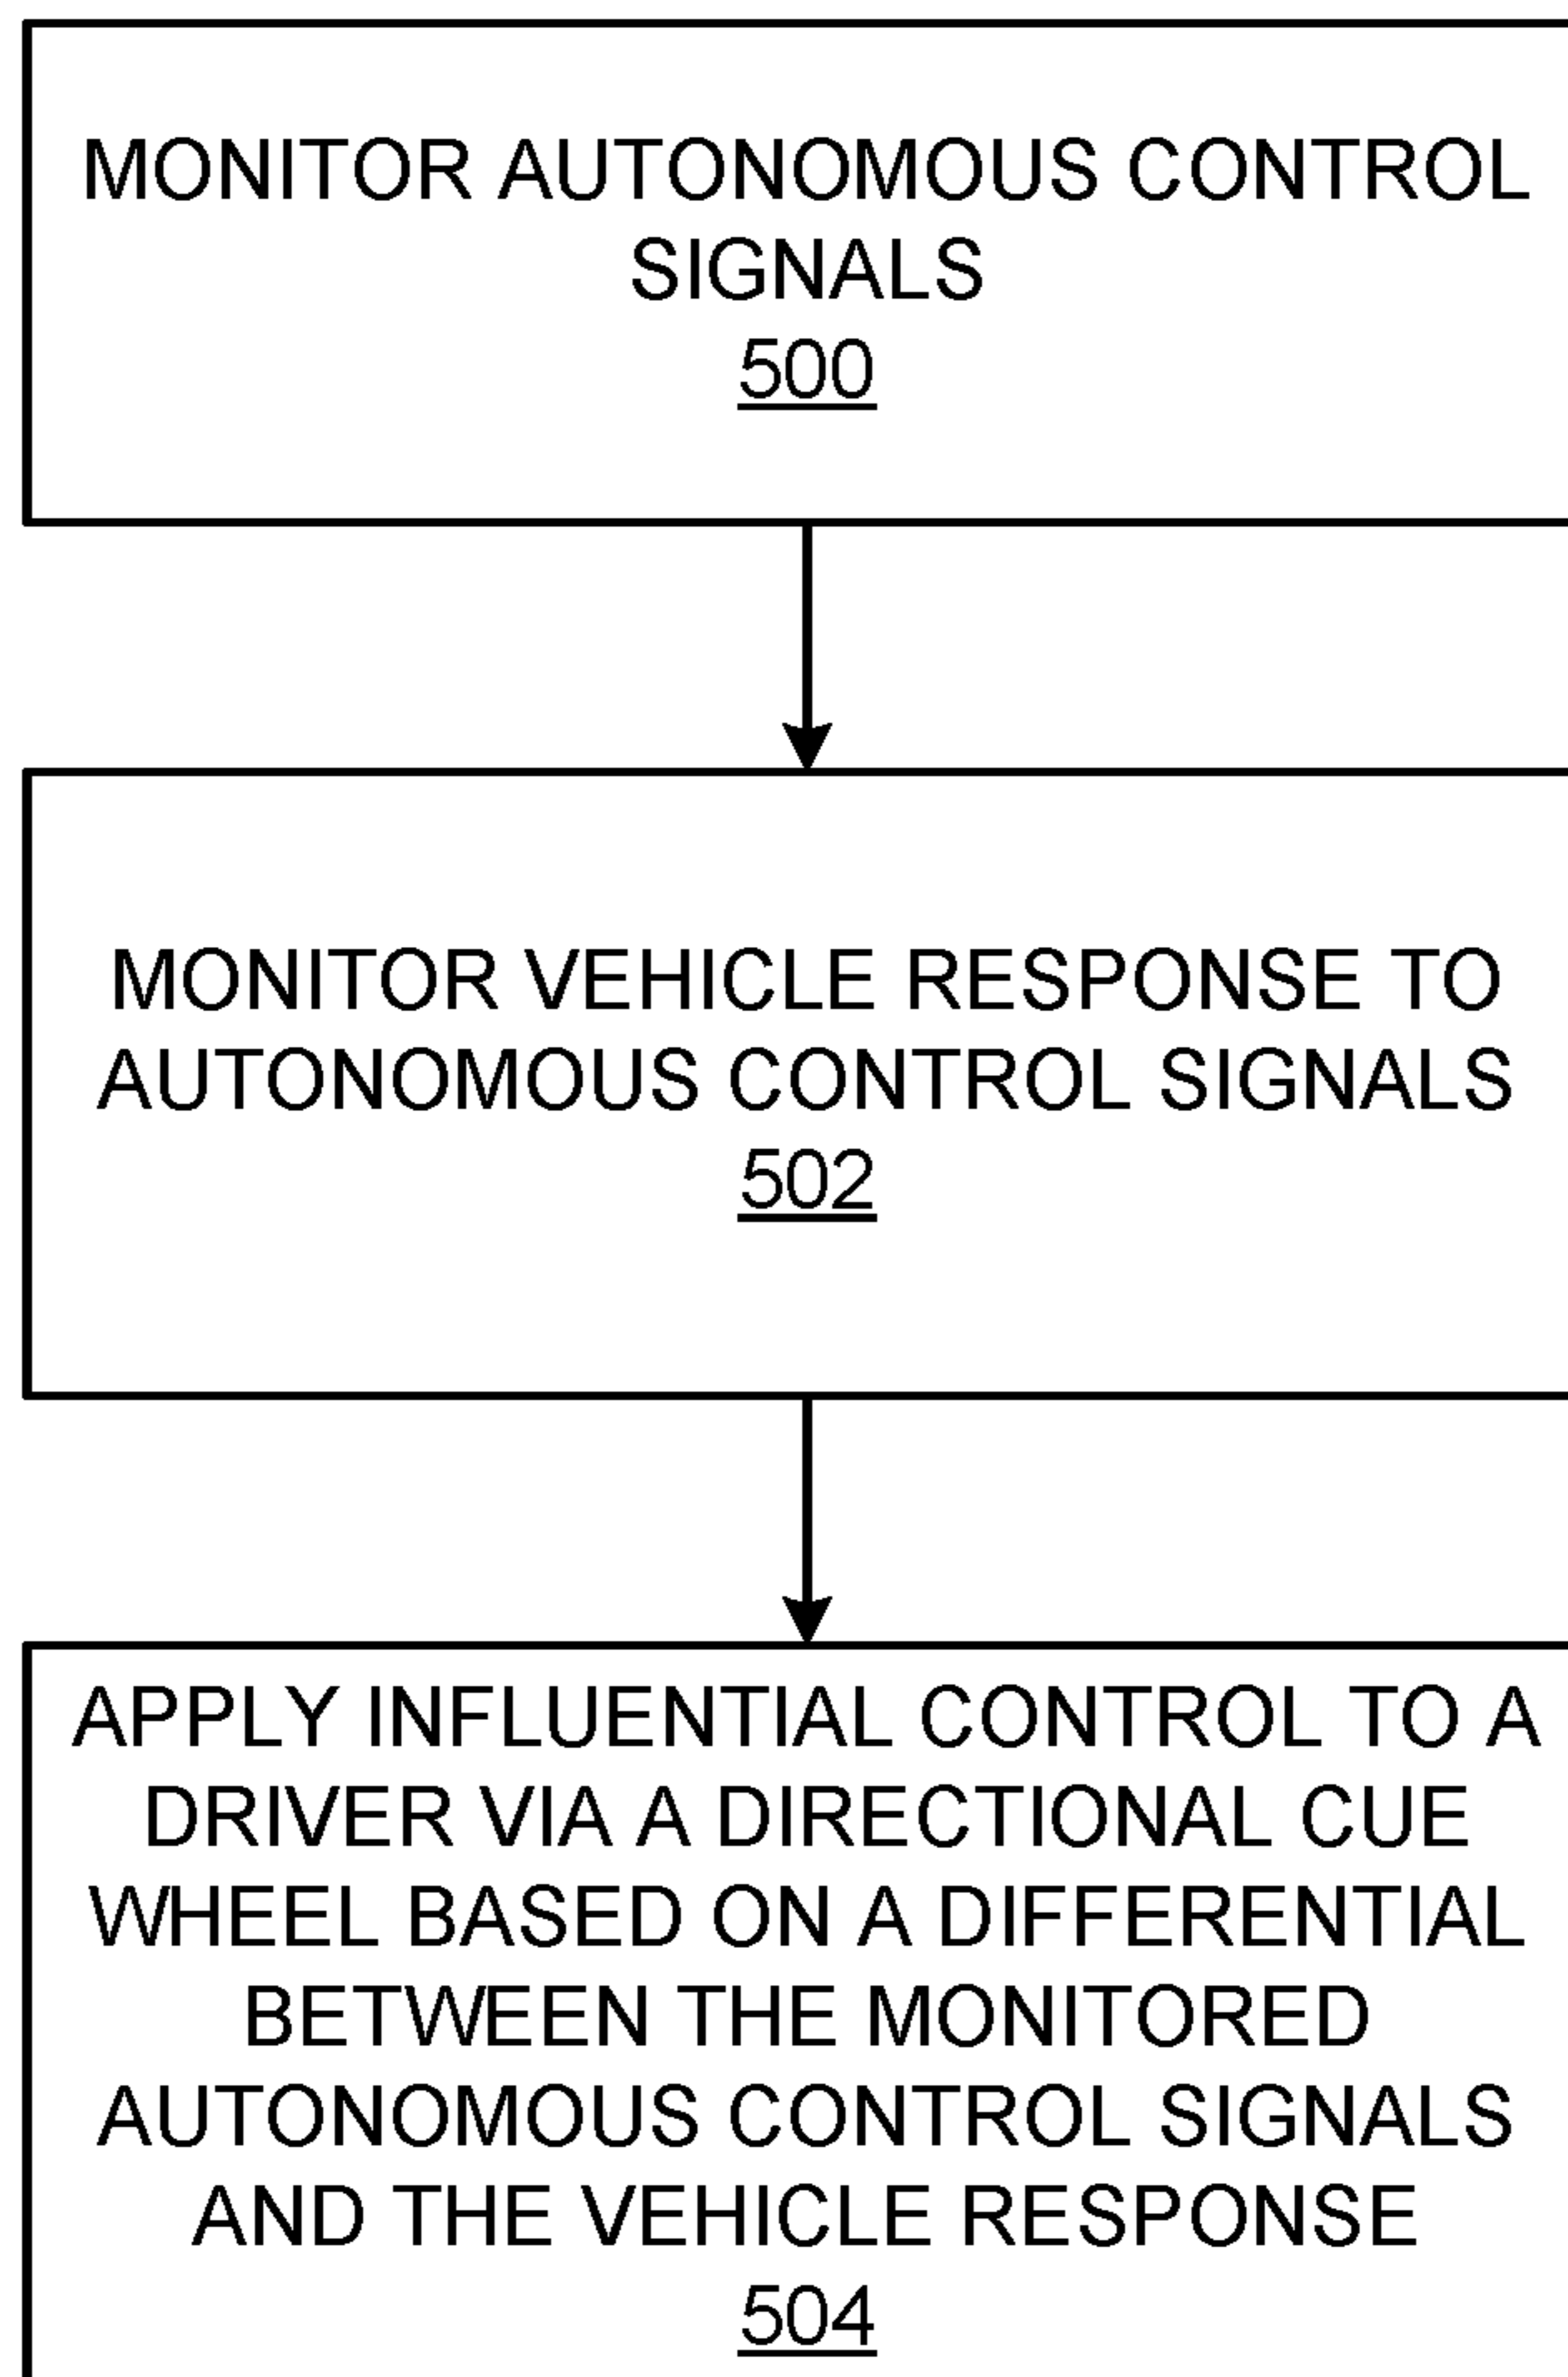 MONITOR AUTONOMOUS CONTROL
SIGNALS
500
MONITOR VEHICLE RESPONSE TO
AUTONOMOUS CONTROL SIGNALS
502
APPLY INFLUENTIAL CONTROL TO A
DRIVER VIA A DIRECTIONAL CUE
WHEEL BASED ON A DIFFERENTIAL
BETWEEN THE MONITORED
AUTONOMOUS CONTROL SIGNALS
AND THE VEHICLE RESPONSE
504